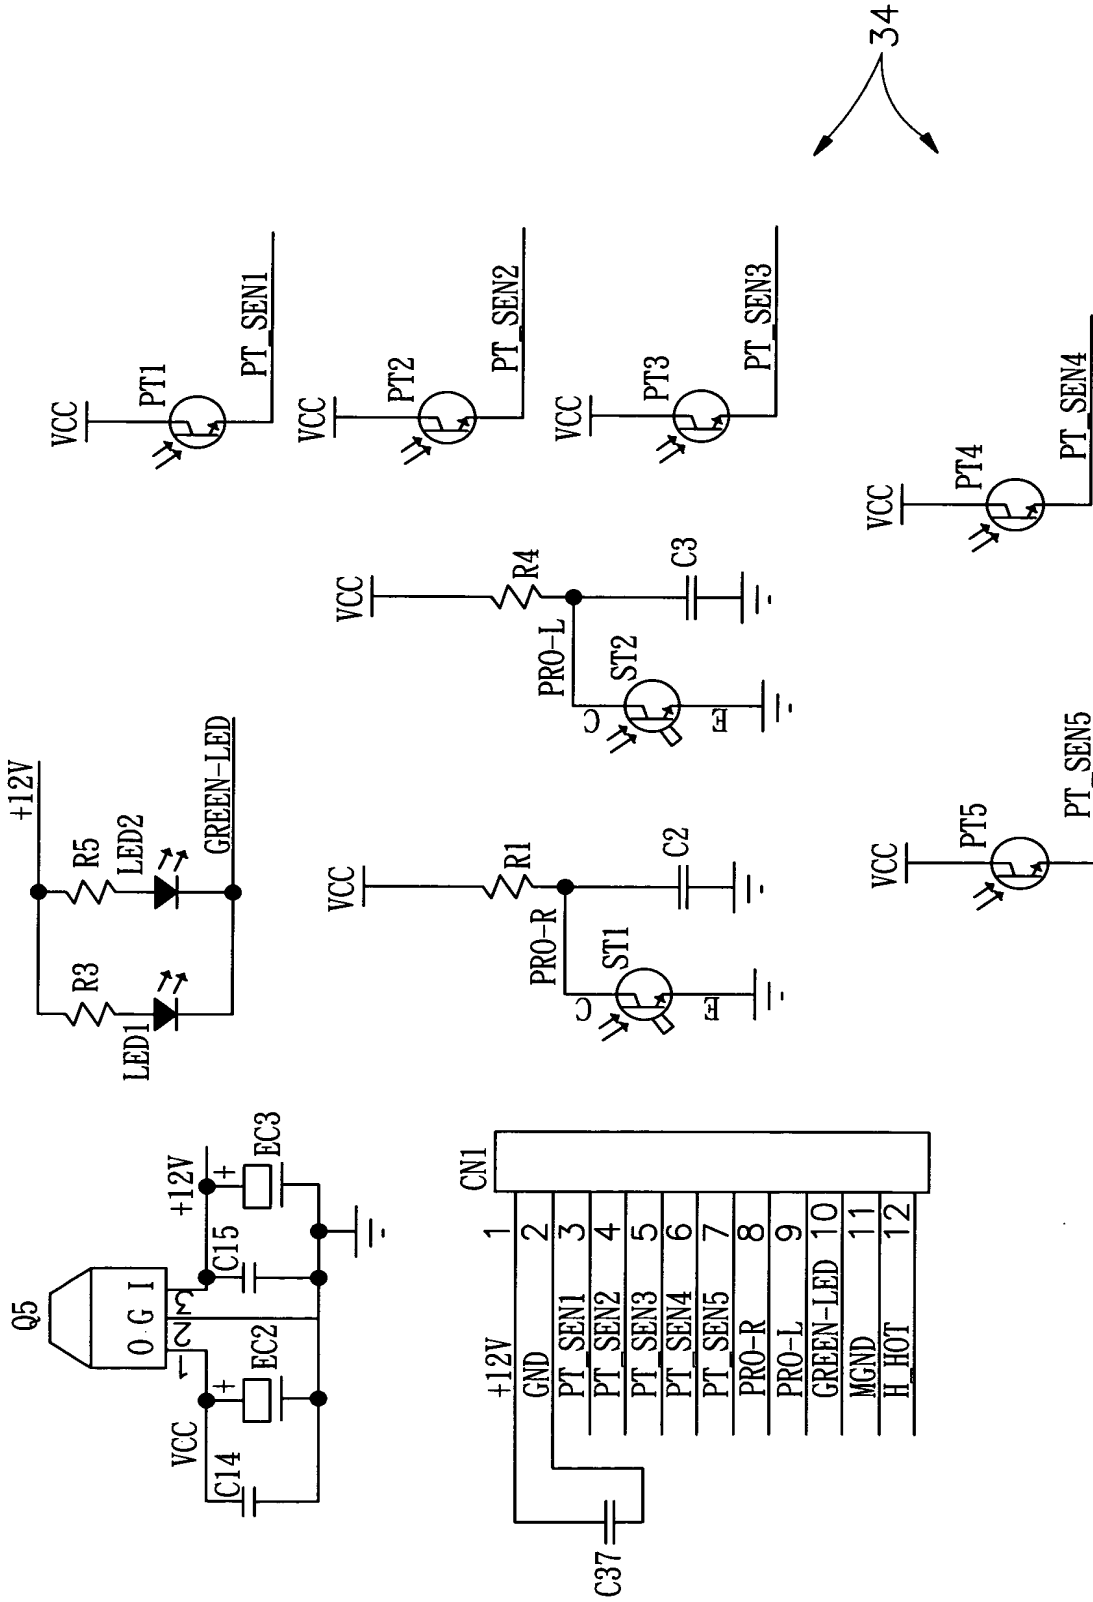 Q5
O G I
1 2 3
VCC
+12V
C14
+
EC2
C15
+
EC3
+12V
R3
R5
LED1
LED2
GREEN-LED
VCC
PT1
PT_SEN1
VCC
PT2
PT_SEN2
VCC
PT3
PT_SEN3
VCC
PT4
PT_SEN4
VCC
PT5
PT_SEN5
VCC
R1
PRO-R
C
ST1
E
C2
VCC
R4
PRO-L
C
ST2
E
C3
CN1
+12V 1
GND 2
PT_SEN1 3
PT_SEN2 4
PT_SEN3 5
PT_SEN4 6
PT_SEN5 7
PRO-R 8
PRO-L 9
GREEN-LED 10
MGND 11
H_HOT 12
C37
34